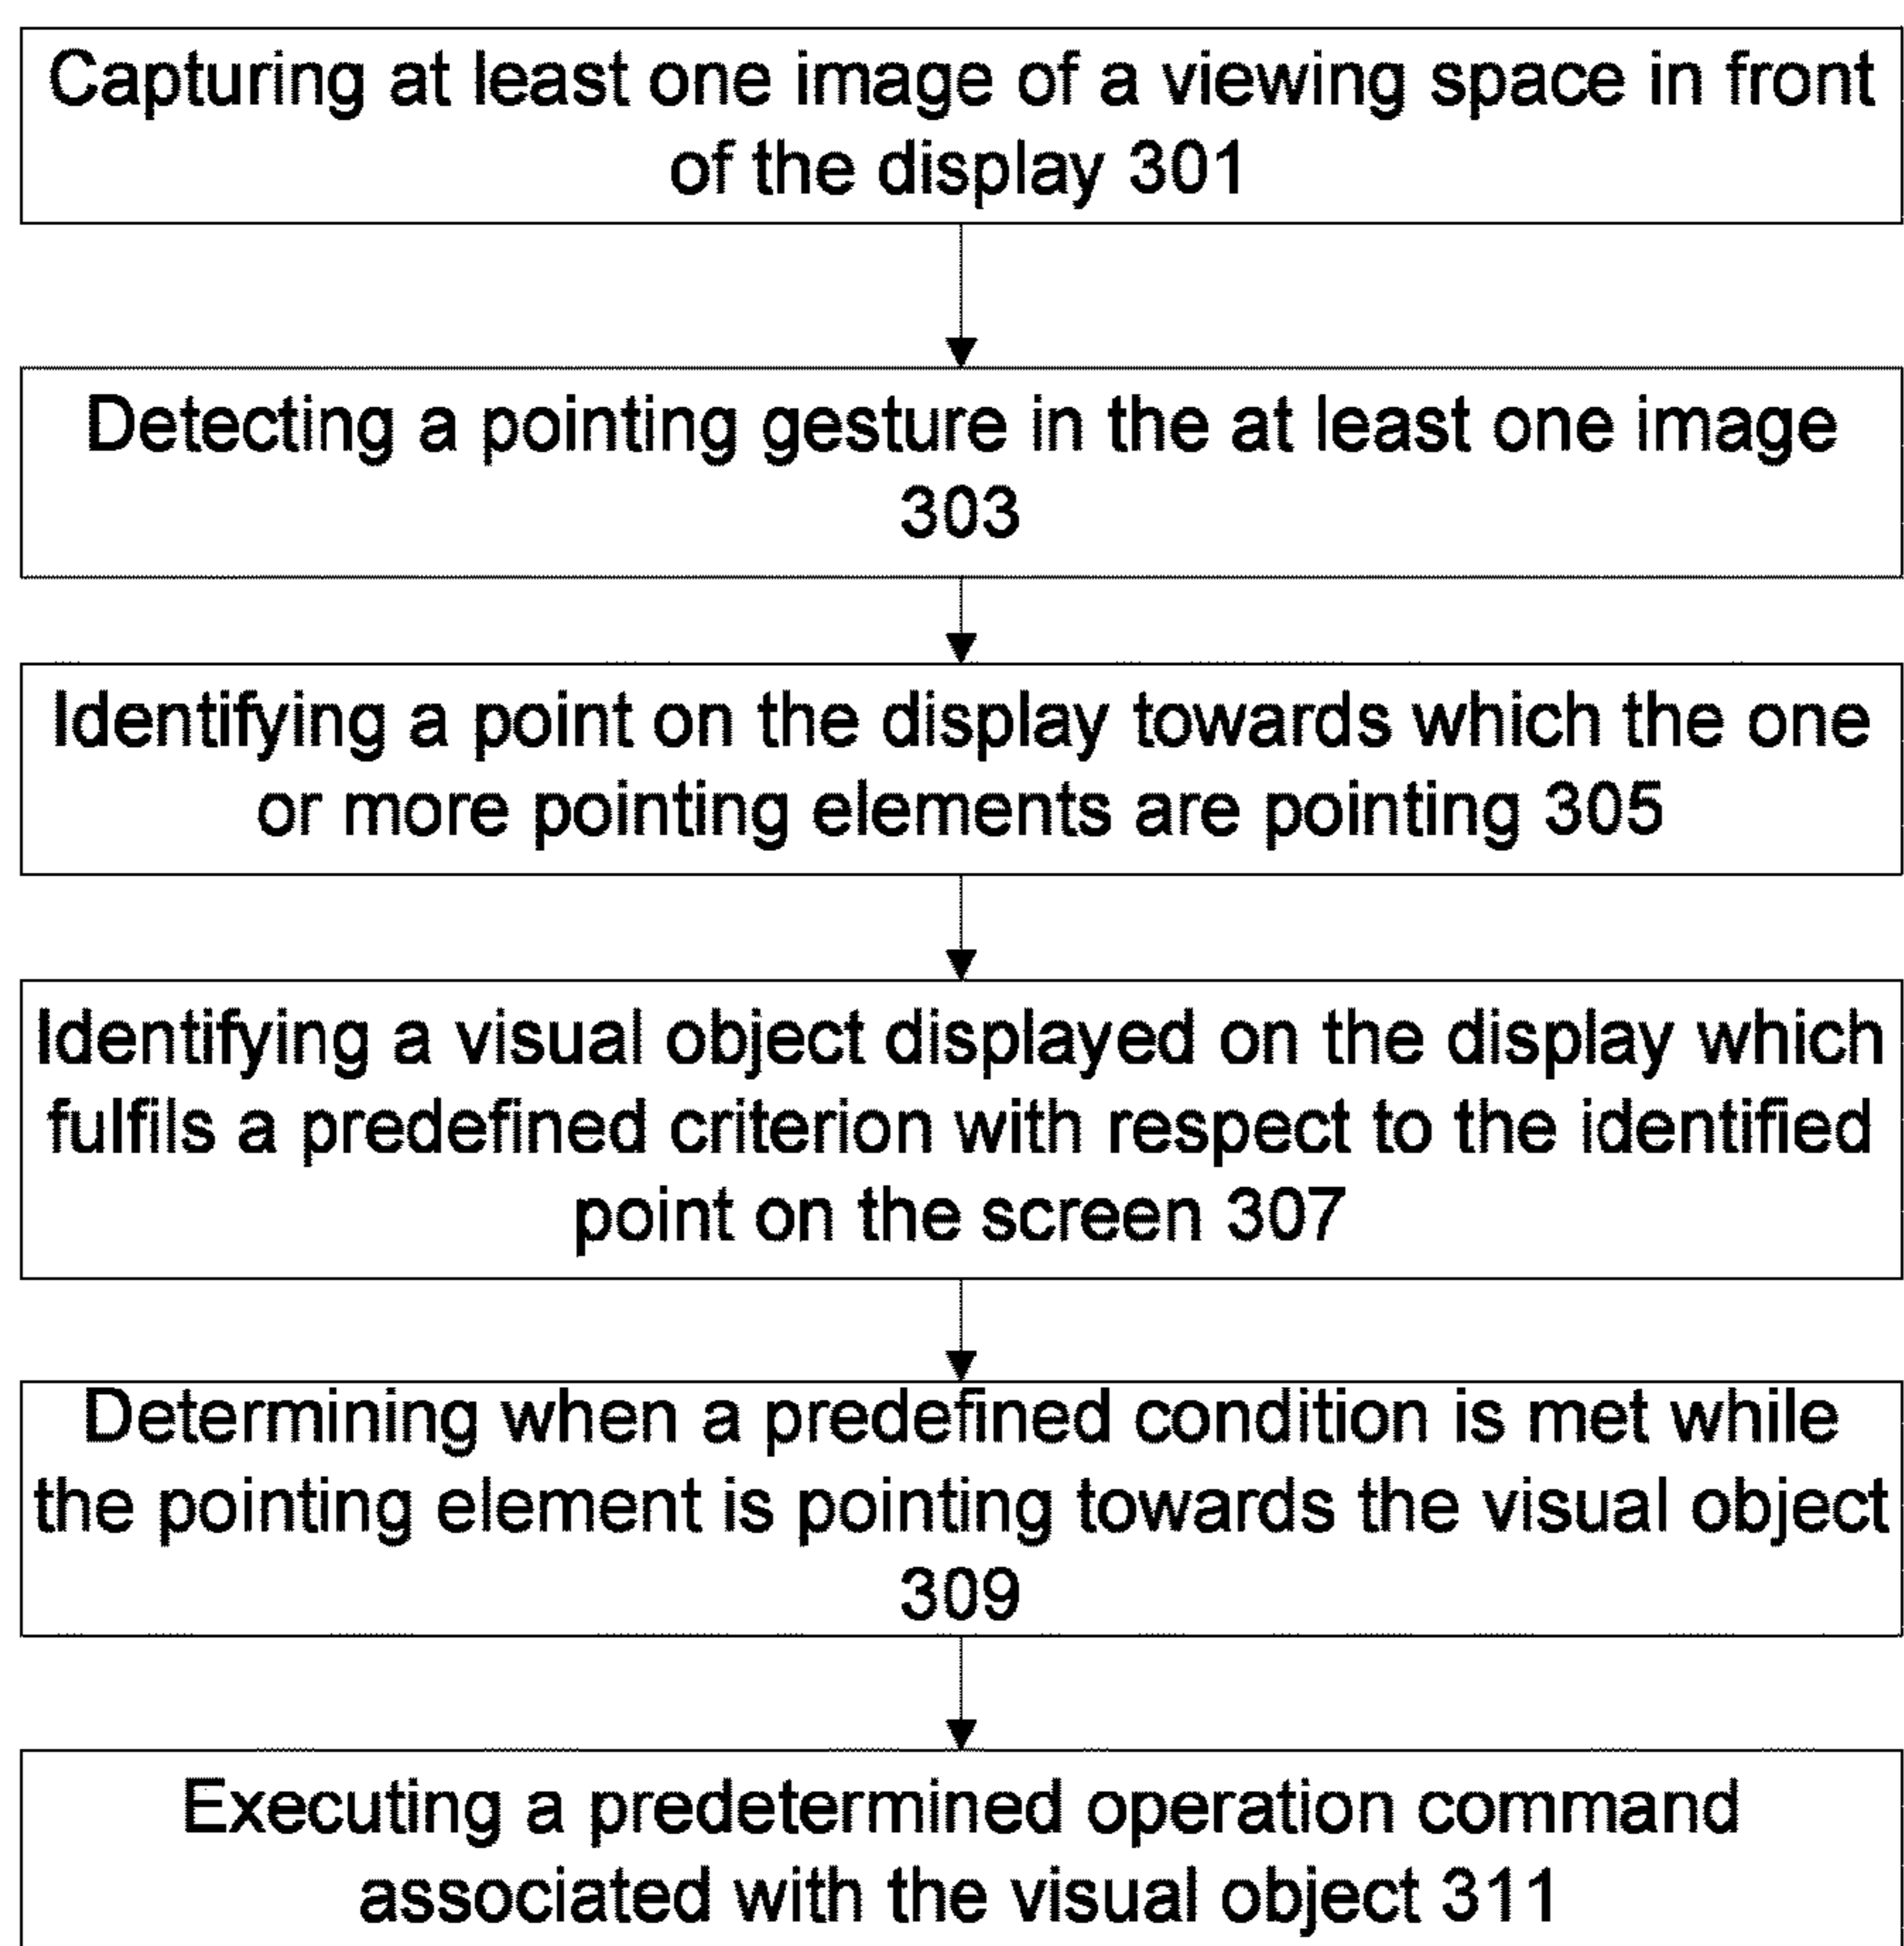 Capturing at least one image of a viewing space in front
of the display 301
Detecting a pointing gesture in the at least one image
303
Identifying a point on the display towards which the one
or more pointing elements are pointing 305
Identifying a visual object displayed on the display which
fulfils a predefined criterion with respect to the identified
point on the screen 307
Determining when a predefined condition is met while
the pointing element is pointing towards the visual object
309
Executing a predetermined operation command
associated with the visual object 311